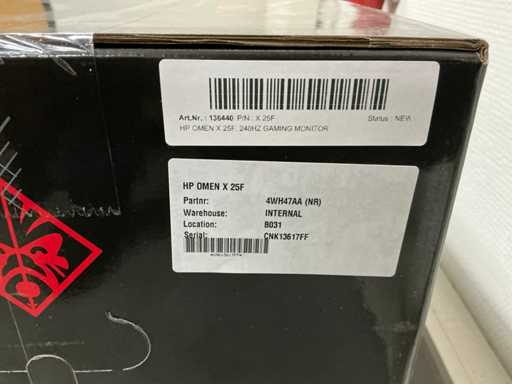 Art.Nr. : 136440 P/N : X 25F Status : NEW
HP OMEN X 25F, 240HZ GAMING MONITOR
HP OMEN X 25F
Partnr: 4WH47AA (NR)
Warehouse: INTERNAL
Location: B031
Serial: CNK13617FF